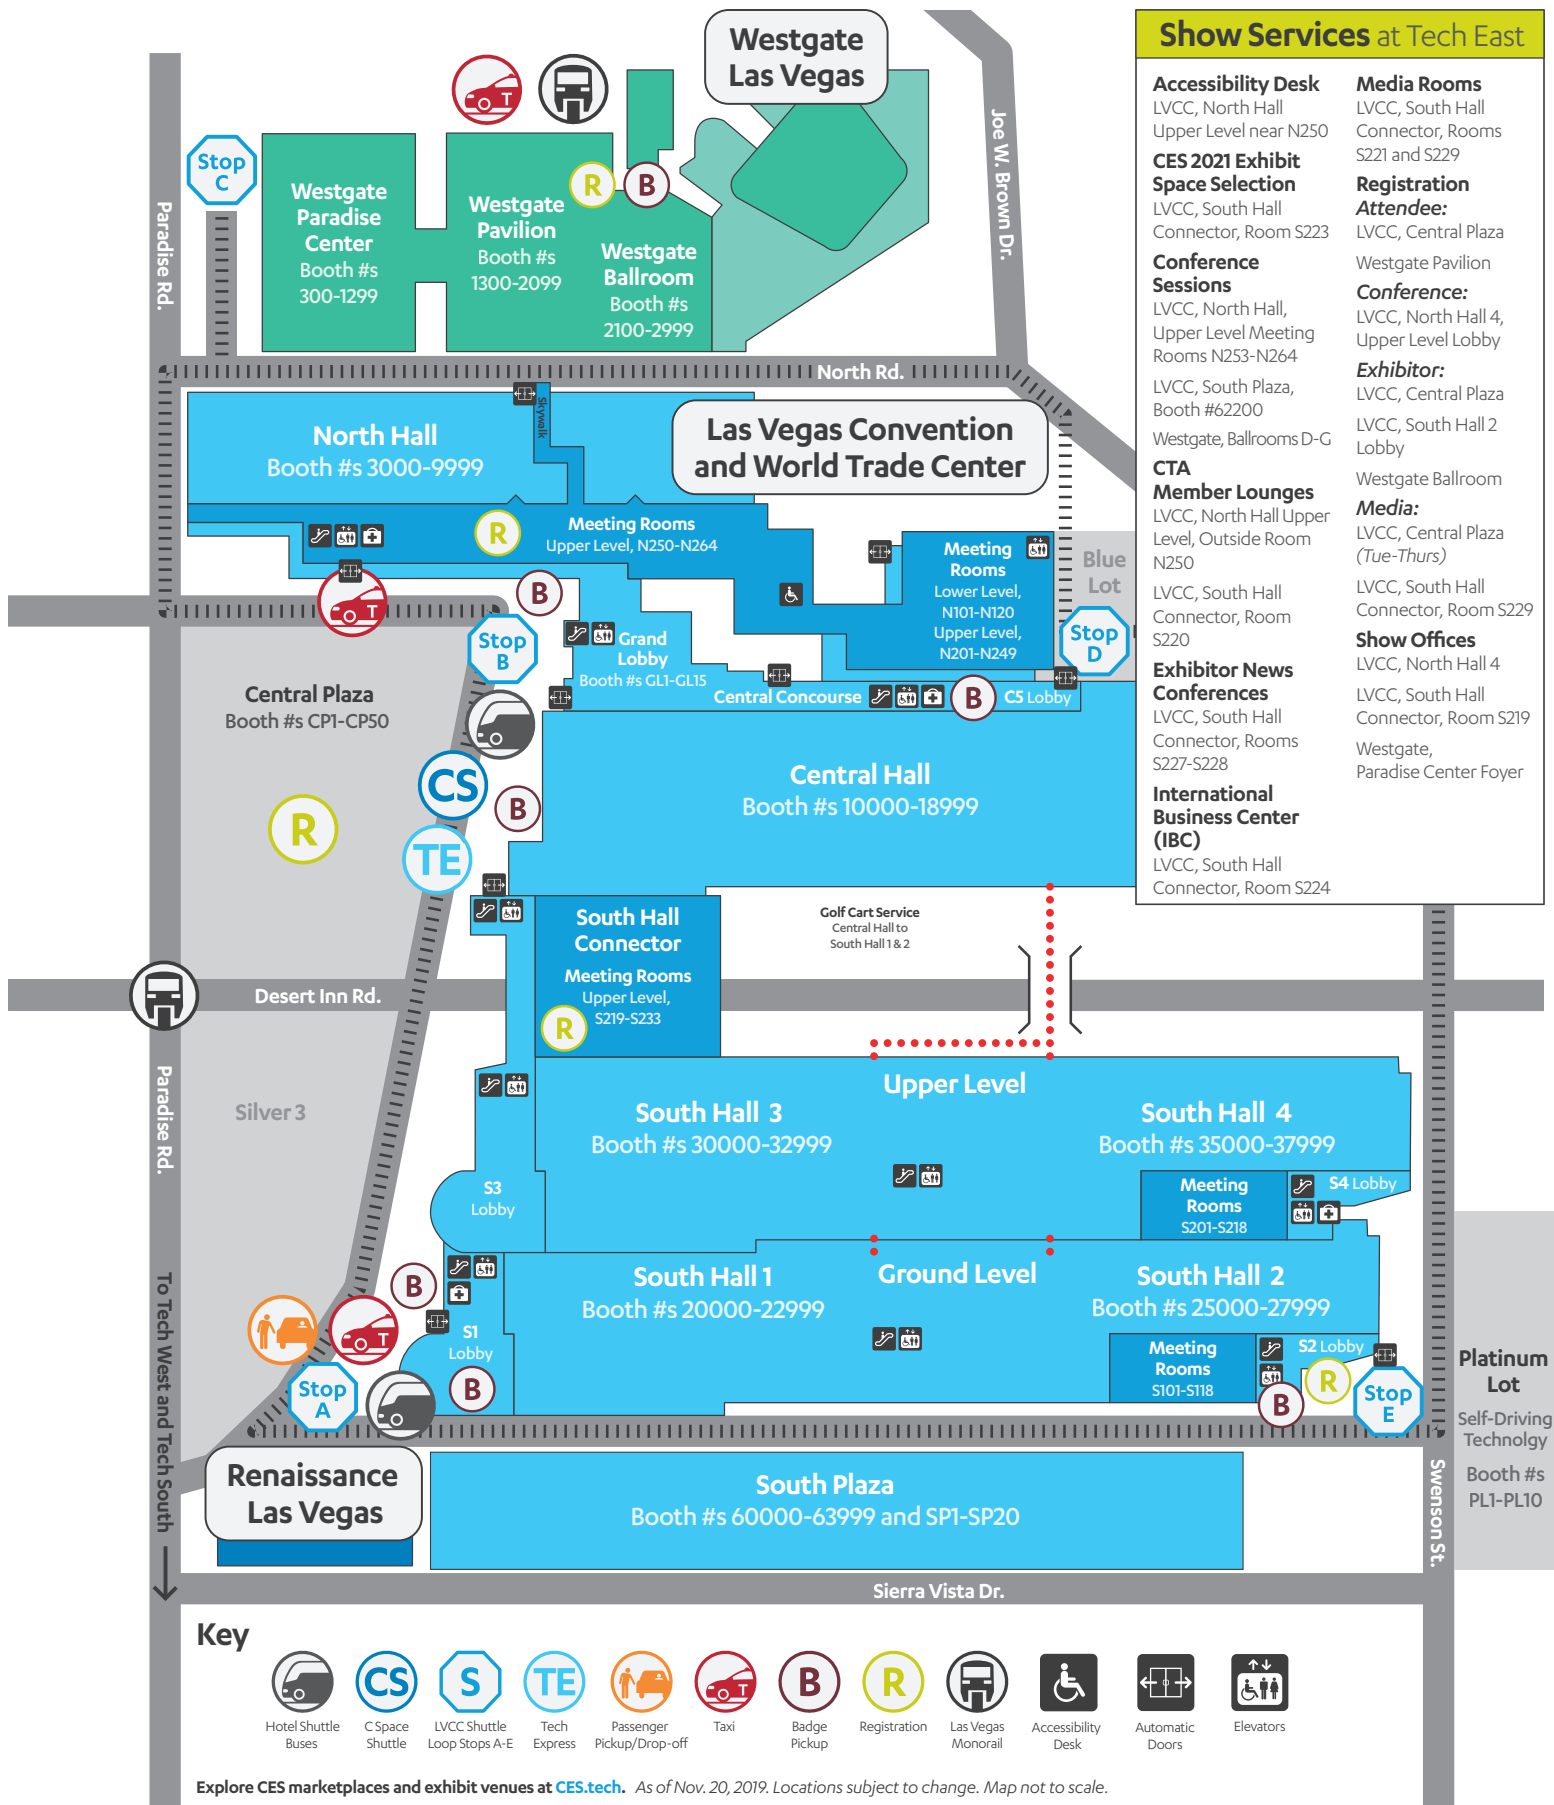 Westgate
Las Vegas
Stop
C
Westgate
Paradise
Center
Booth #s
300-1299
T
Westgate
Pavilion
Booth #s
1300-2099
R
B
Westgate
Ballroom
Booth #s
2100-2999
Paradise Rd.
Joe W. Brown Dr.
North Rd.
Show Services at Tech East
Accessibility Desk
LVCC, North Hall
Upper Level near N250
CES 2021 Exhibit
Space Selection
LVCC, South Hall
Connector, Room S223
Conference
Sessions
LVCC, North Hall,
Upper Level Meeting
Rooms N253-N264
LVCC, South Plaza,
Booth #62200
Westgate, Ballrooms D-G
CTA
Member Lounges
LVCC, North Hall Upper
Level, Outside Room
N250
LVCC, South Hall
Connector, Room
S220
Exhibitor News
Conferences
LVCC, South Hall
Connector, Rooms
S227-S228
International
Business Center
(IBC)
LVCC, South Hall
Connector, Room S224
Media Rooms
LVCC, South Hall
Connector, Rooms
S221 and S229
Registration
Attendee:
LVCC, Central Plaza
Westgate Pavilion
Conference:
LVCC, North Hall 4,
Upper Level Lobby
Exhibitor:
LVCC, Central Plaza
LVCC, South Hall 2
Lobby
Westgate Ballroom
Media:
LVCC, Central Plaza
(Tue-Thurs)
LVCC, South Hall
Connector, Room S229
Show Offices
LVCC, North Hall 4
LVCC, South Hall
Connector, Room S219
Westgate,
Paradise Center Foyer
Skywalk
North Hall
Booth #s 3000-9999
Las Vegas Convention
and World Trade Center
R
Meeting Rooms
Upper Level, N250-N264
Meeting
Rooms
Lower Level,
N101-N120
Upper Level,
N201-N249
Blue
Lot
T
B
Stop
B
Stop
D
Grand
Lobby
Booth #s GL1-GL15
Central Concourse
B
C5 Lobby
Central Plaza
Booth #s CP1-CP50
CS
B
R
TE
Central Hall
Booth #s 10000-18999
South Hall
Connector
Meeting Rooms
Upper Level,
S219-S233
R
Golf Cart Service
Central Hall to
South Hall 1 & 2
Desert Inn Rd.
Paradise Rd.
Silver 3
Upper Level
South Hall 3
Booth #s 30000-32999
South Hall 4
Booth #s 35000-37999
S3
Lobby
Meeting
Rooms
S201-S218
S4 Lobby
South Hall 1
Booth #s 20000-22999
Ground Level
South Hall 2
Booth #s 25000-27999
B
T
S1
Lobby
B
Stop
A
Meeting
Rooms
S101-S118
S2 Lobby
R
B
Stop
E
Platinum
Lot
Self-Driving
Technolgy
Booth #s
PL1-PL10
To Tech West and Tech South
Renaissance
Las Vegas
South Plaza
Booth #s 60000-63999 and SP1-SP20
Swenson St.
Sierra Vista Dr.
Key
CS
S
TE
T
B
R
Hotel Shuttle
Buses
C Space
Shuttle
LVCC Shuttle
Loop Stops A-E
Tech
Express
Passenger
Pickup/Drop-off
Taxi
Badge
Pickup
Registration
Las Vegas
Monorail
Accessibility
Desk
Automatic
Doors
Elevators
Explore CES marketplaces and exhibit venues at CES.tech. As of Nov. 20, 2019. Locations subject to change. Map not to scale.